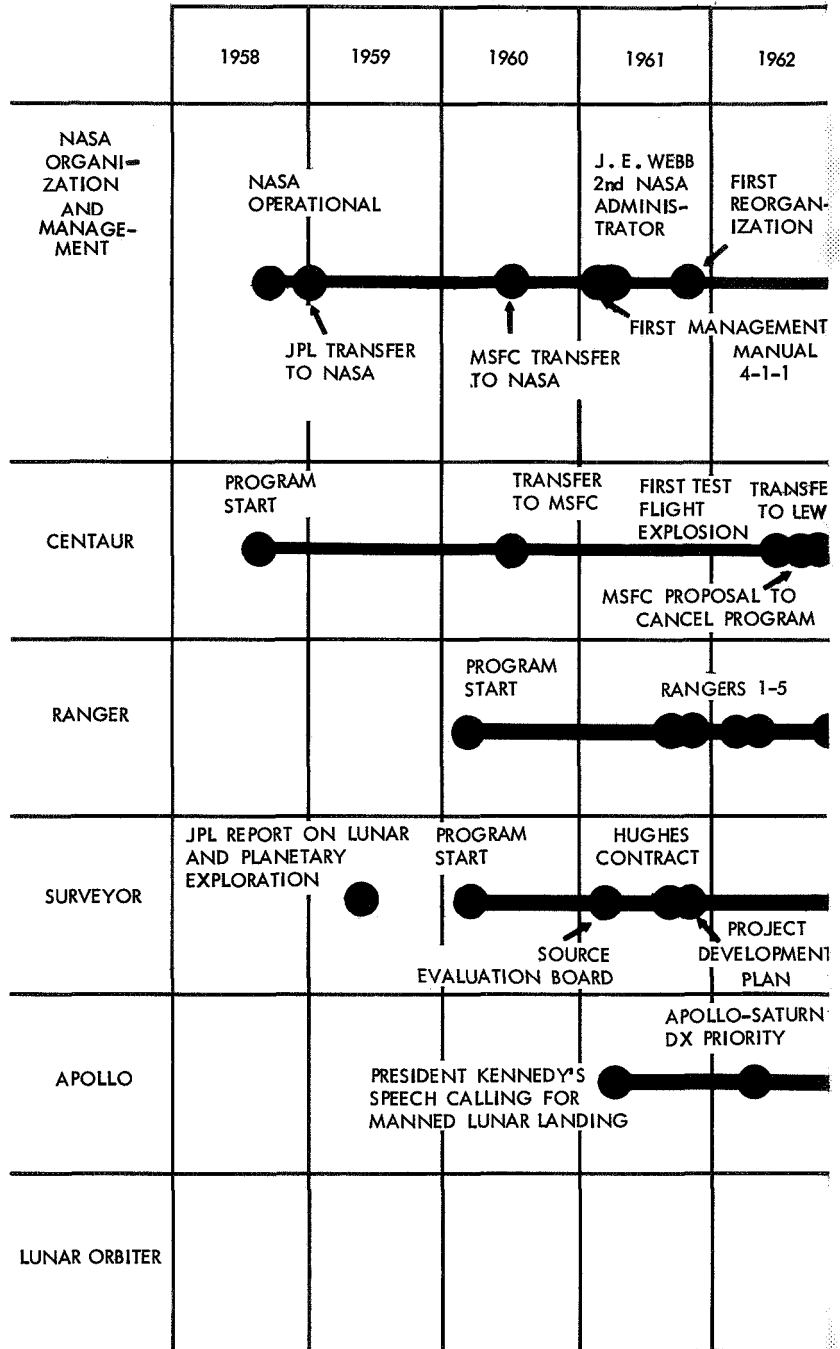 1958 1959 1960 1961 1962
NASA
ORGANI-
ZATION
AND
MANAGE-
MENT
NASA
OPERATIONAL
J. E. WEBB
2nd NASA
ADMINIS-
TRATOR
FIRST
REORGAN-
IZATION
JPL TRANSFER
TO NASA
MSFC TRANSFER
TO NASA
FIRST MANAGEMENT
MANUAL
4-1-1
CENTAUR
PROGRAM
START
TRANSFER
TO MSFC
FIRST TEST
FLIGHT
EXPLOSION
TRANSFE
TO LEW
MSFC PROPOSAL TO
CANCEL PROGRAM
RANGER
PROGRAM
START
RANGERS 1-5
SURVEYOR
JPL REPORT ON LUNAR
AND PLANETARY
EXPLORATION
PROGRAM
START
HUGHES
CONTRACT
SOURCE
EVALUATION BOARD
PROJECT
DEVELOPMENT
PLAN
APOLLO
PRESIDENT KENNEDY'S
SPEECH CALLING FOR
MANNED LUNAR LANDING
APOLLO-SATURN
DX PRIORITY
LUNAR ORBITER